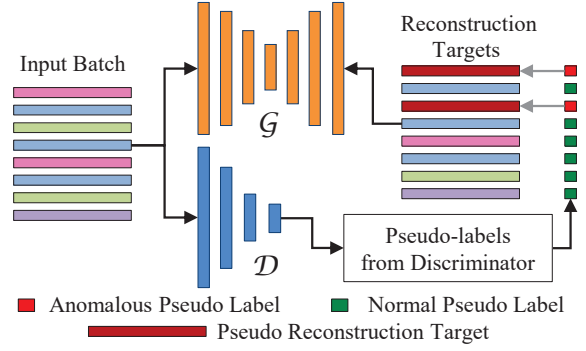 Input Batch
Reconstruction
Targets
G
D
Pseudo-labels
from Discriminator
Anomalous Pseudo Label
Normal Pseudo Label
Pseudo Reconstruction Target